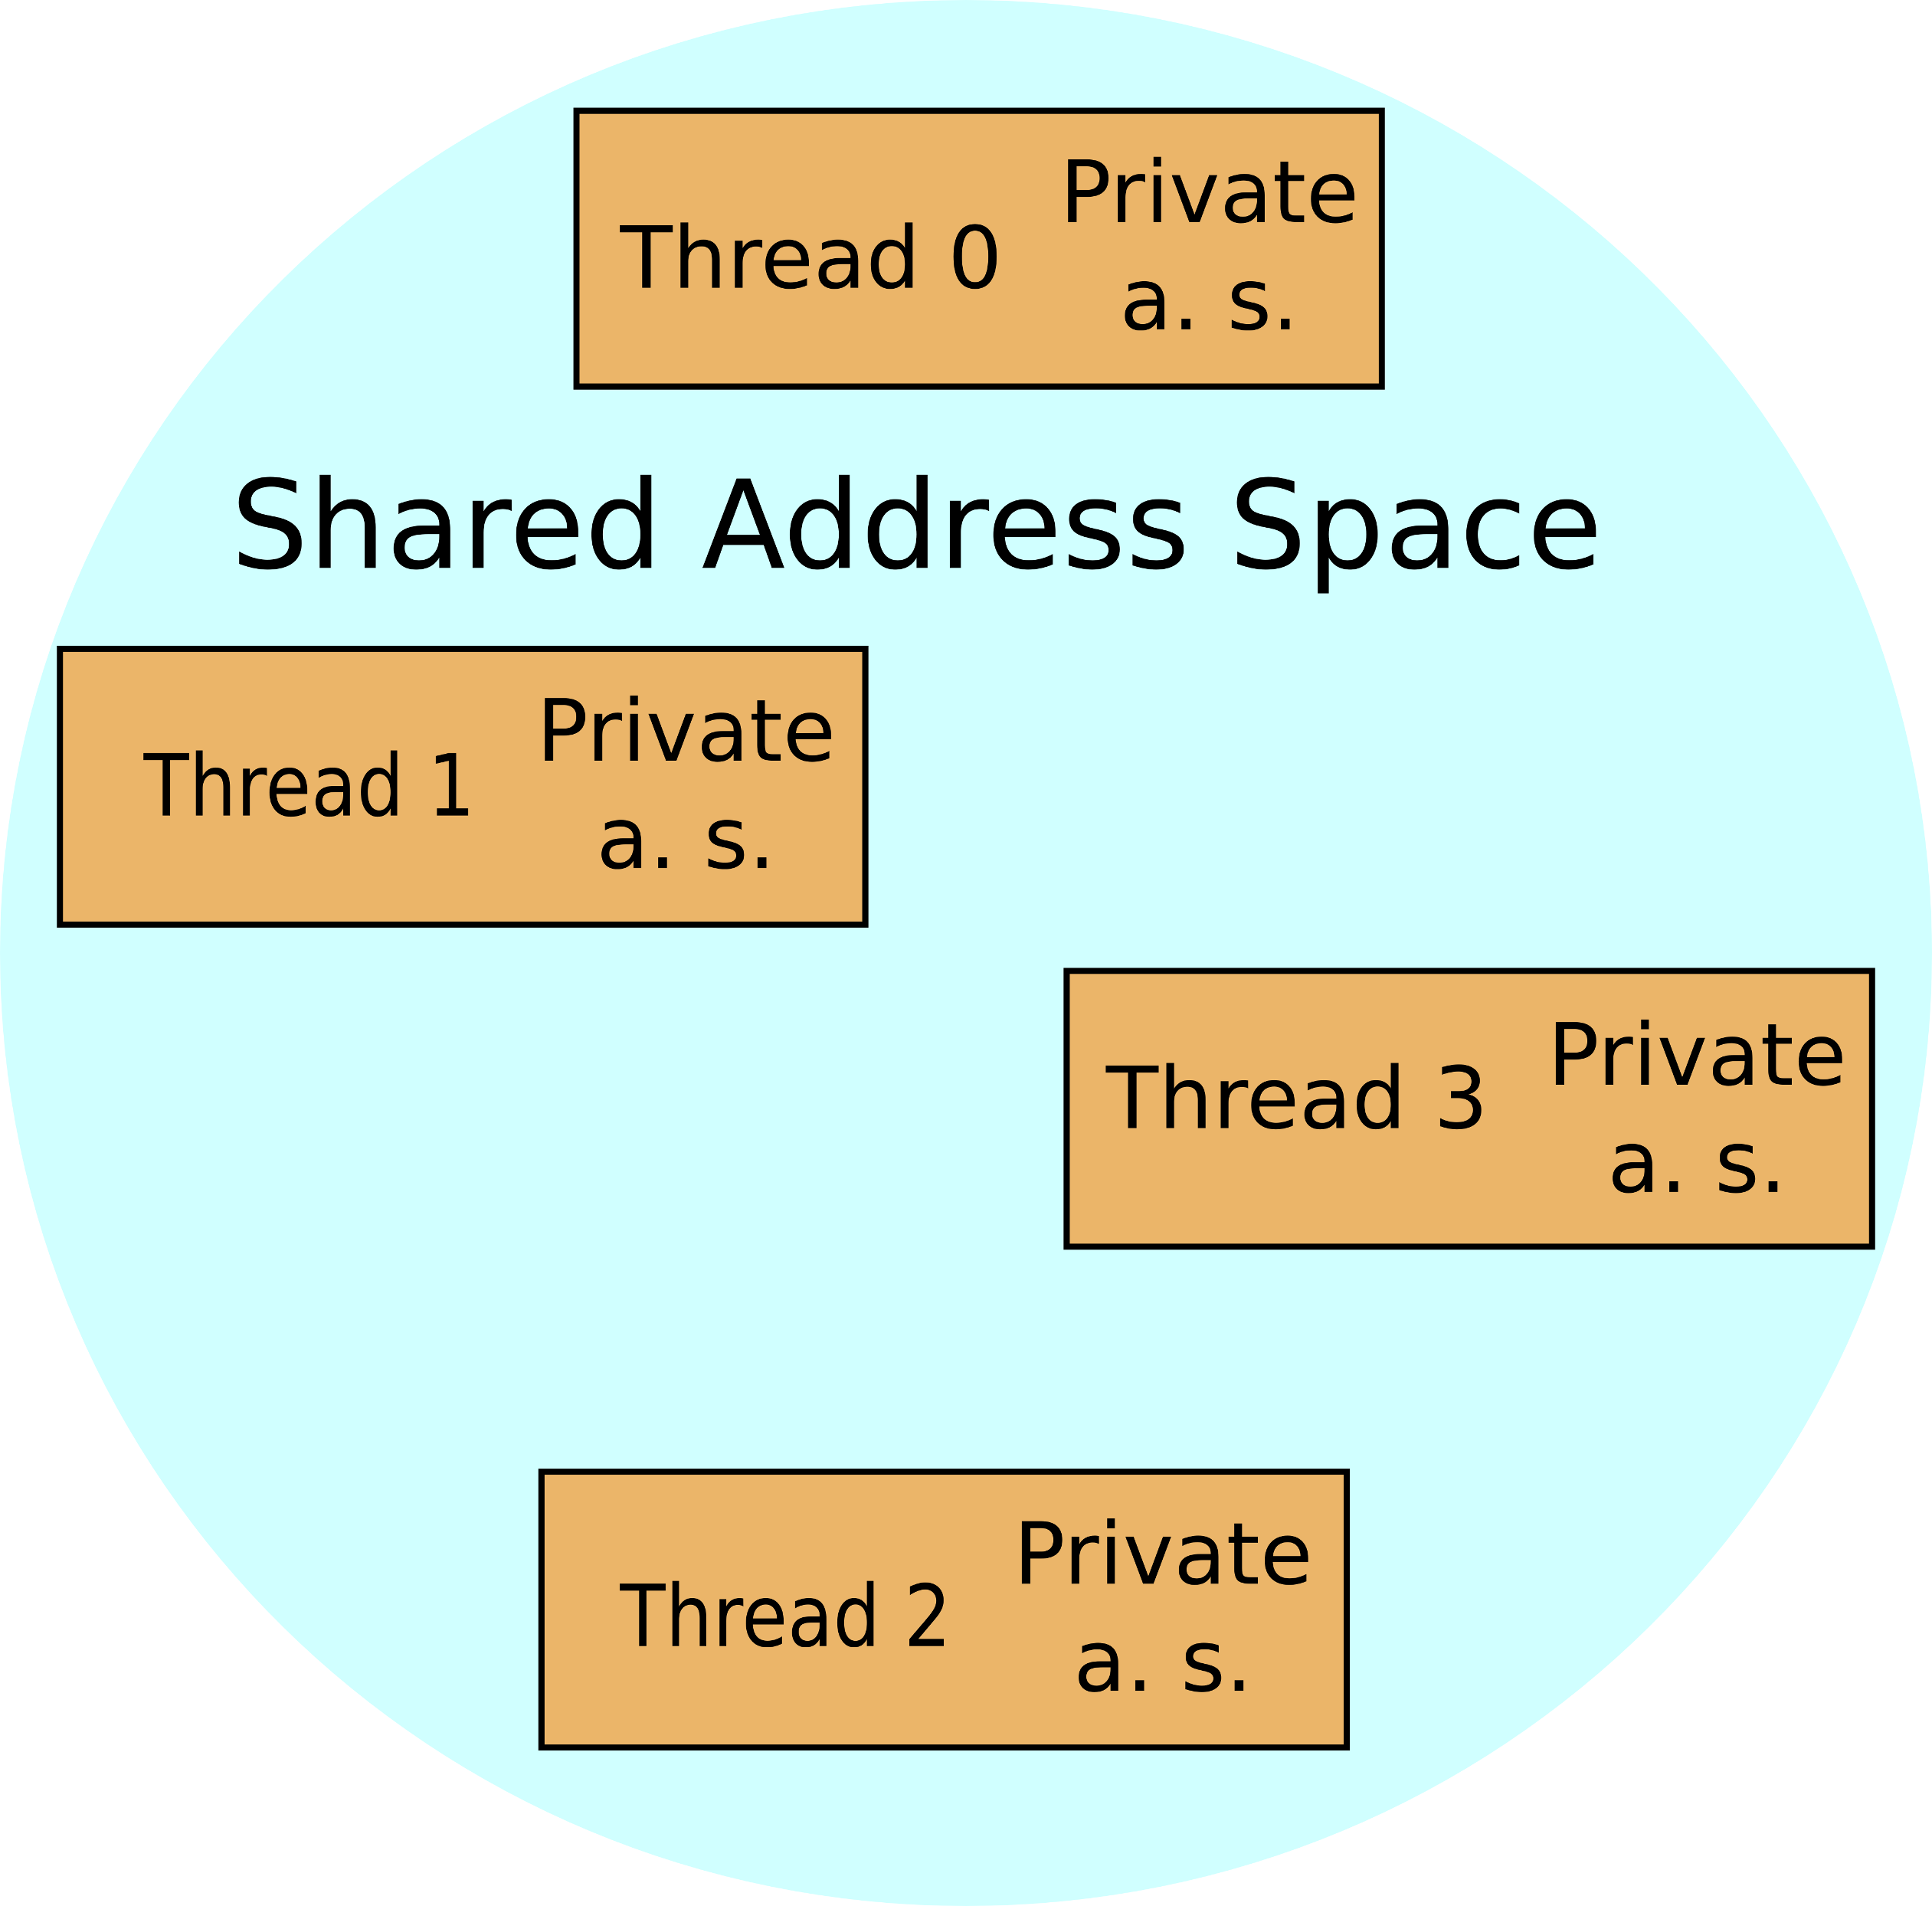 Thread 0
Private
a. s.
Shared Address Space
Thread 1
Private
a. s.
Thread 3
Private
a. s.
Thread 2
Private
a. s.